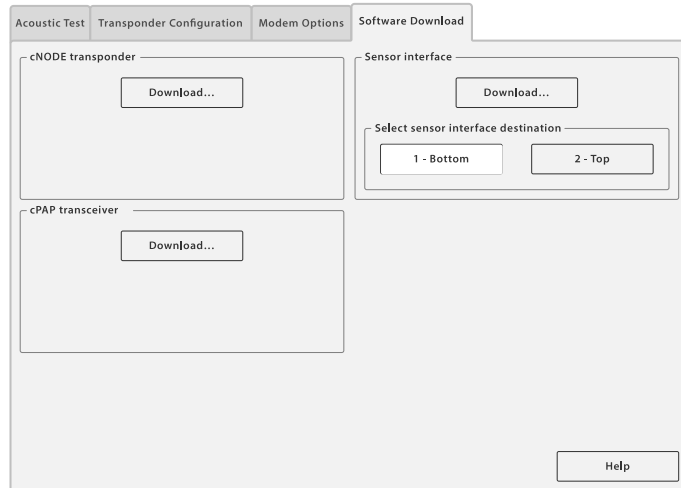 Acoustic Test Transponder Configuration Modem Options Software Download
cNODE transponder
Download...
Sensor interface
Download...
Select sensor interface destination
1 - Bottom 2 - Top
cPAP transceiver
Download...
Help